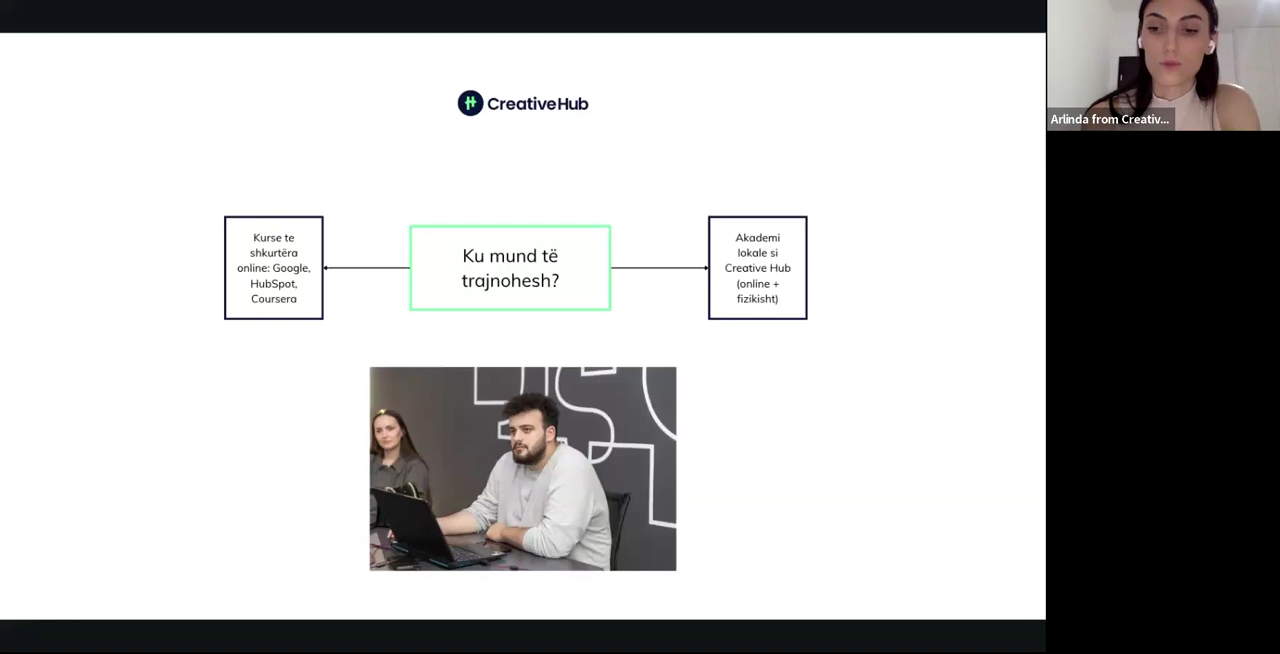 CreativeHub
Kurse te
shkurtëra
online: Google,
HubSpot,
Coursera
Ku mund të
trajnohesh?
Akademi
lokale si
Creative Hub
(online +
fizikisht)
Arlinda from Creativ...